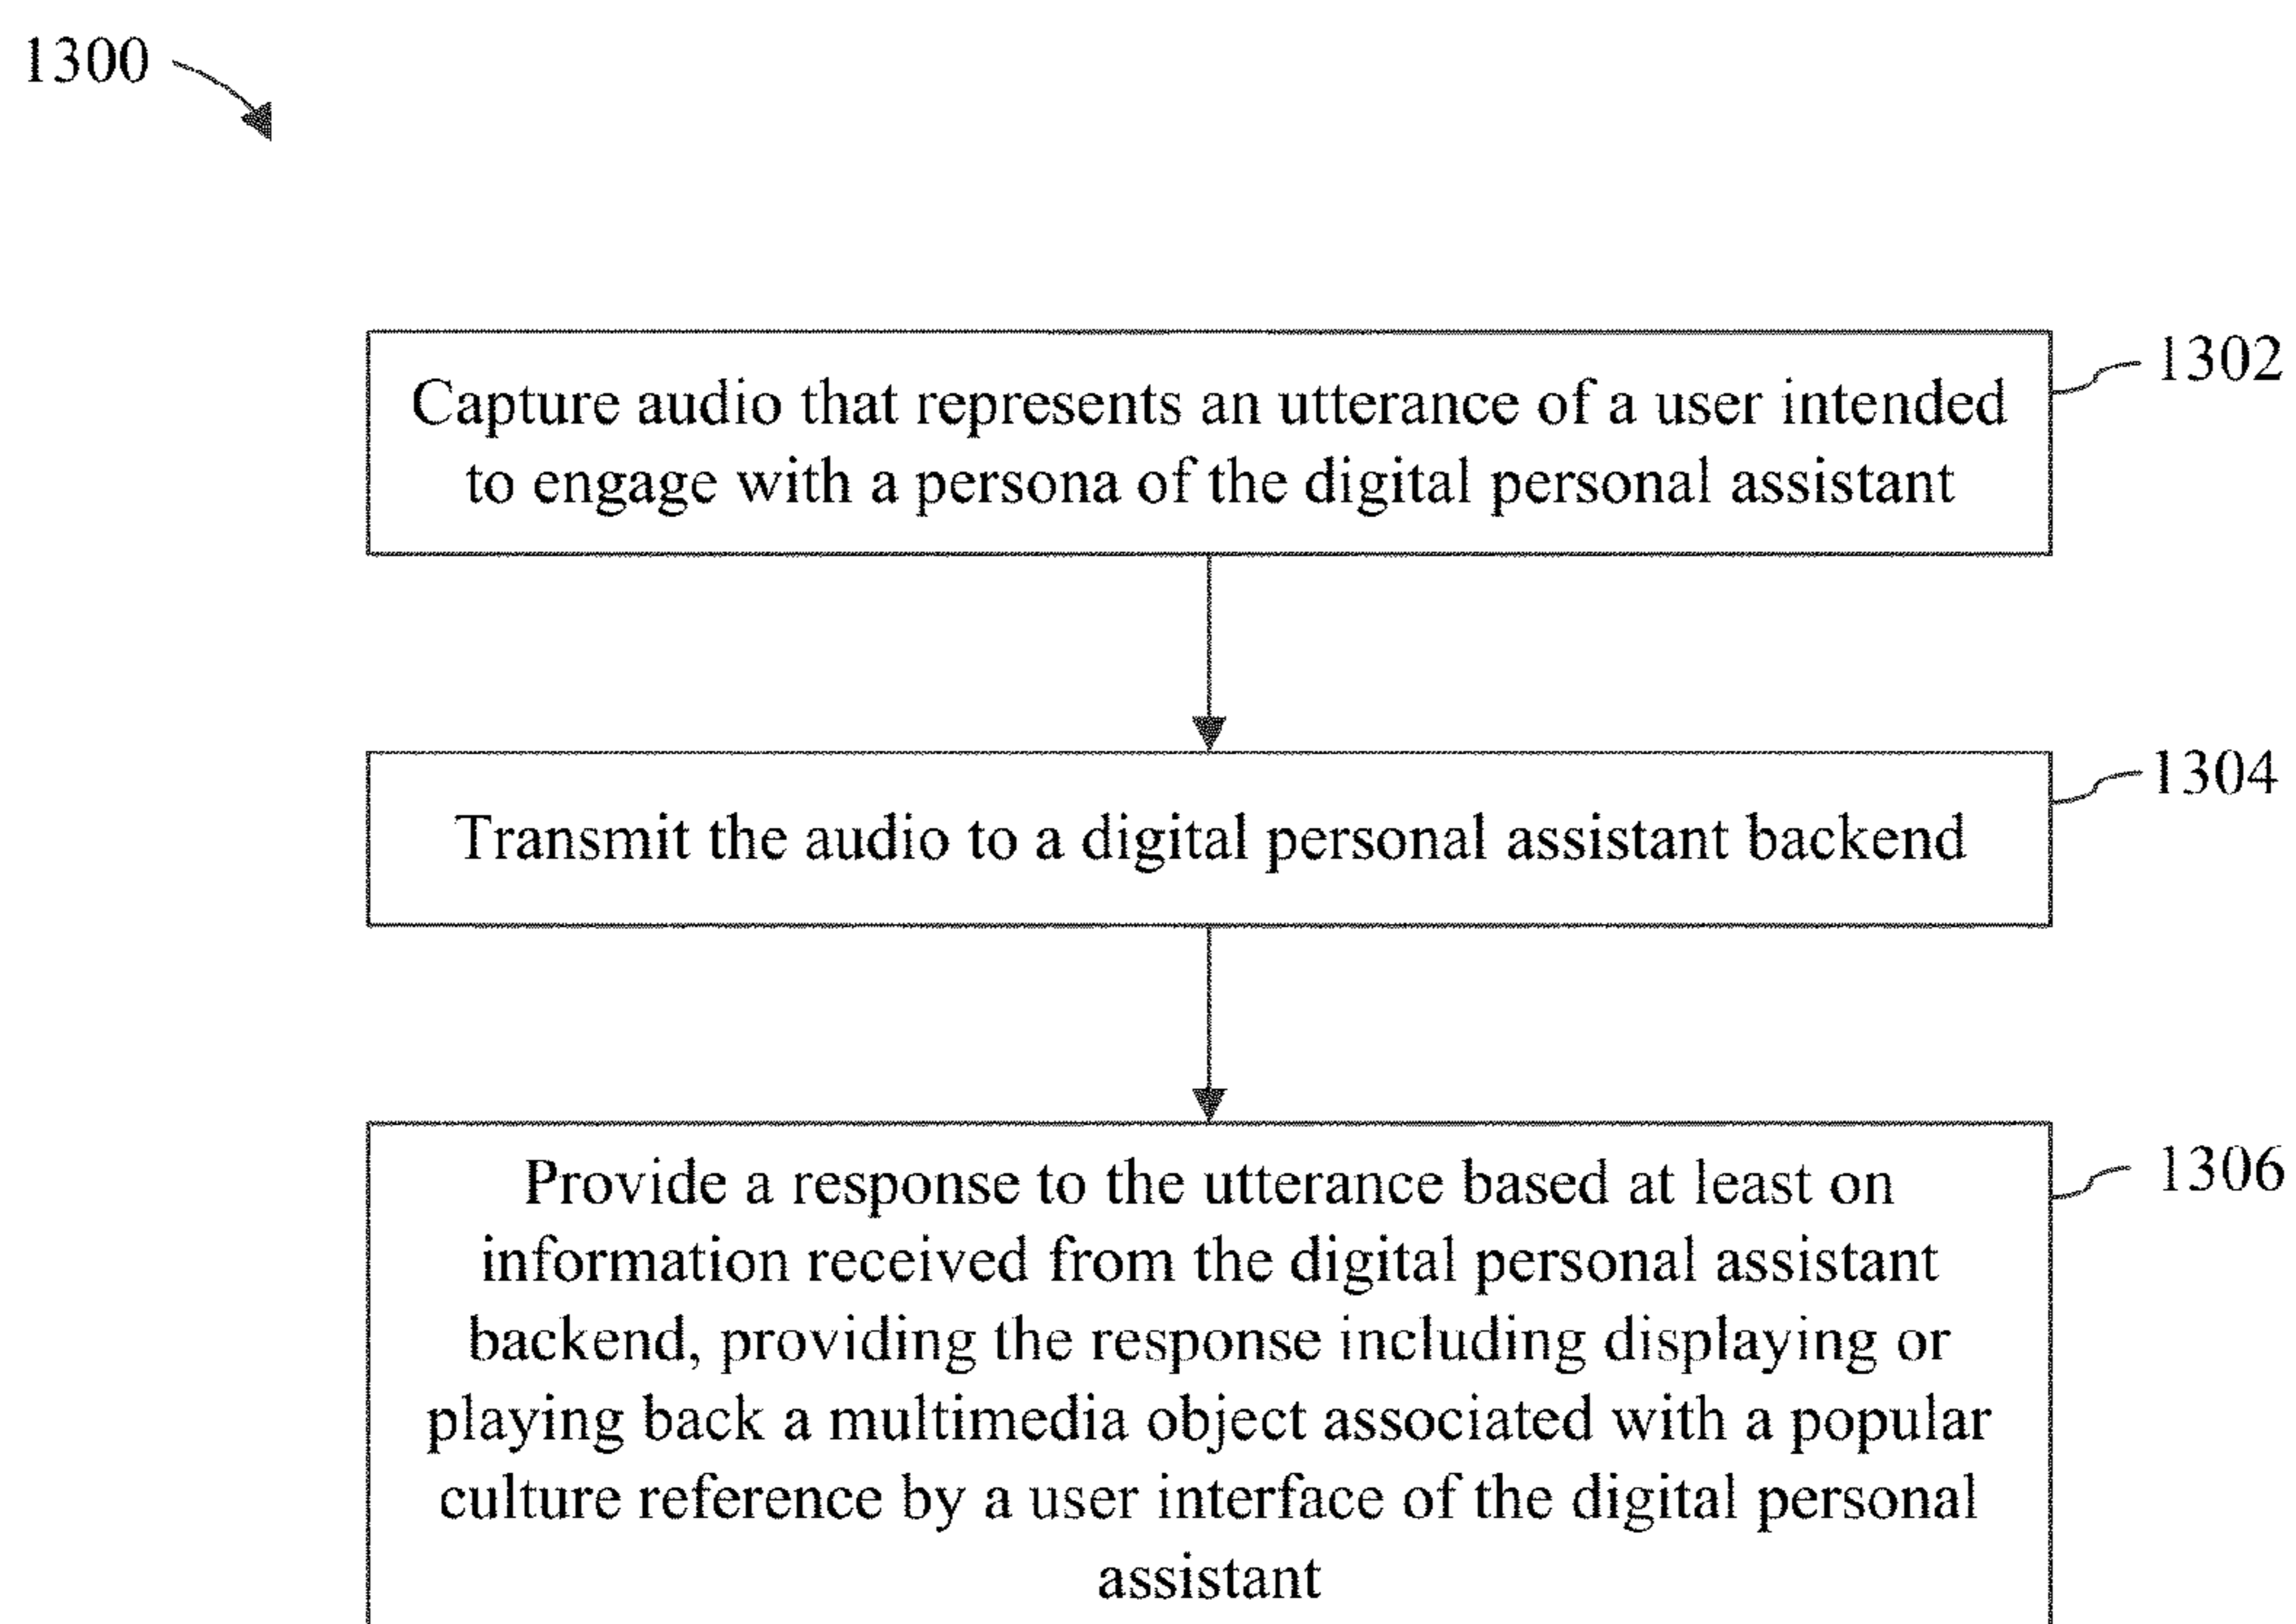 1300
Capture audio that represents an utterance of a user intended
to engage with a persona of the digital personal assistant
1302
Transmit the audio to a digital personal assistant backend
1304
Provide a response to the utterance based at least on
information received from the digital personal assistant
backend, providing the response including displaying or
playing back a multimedia object associated with a popular
culture reference by a user interface of the digital personal
assistant
1306